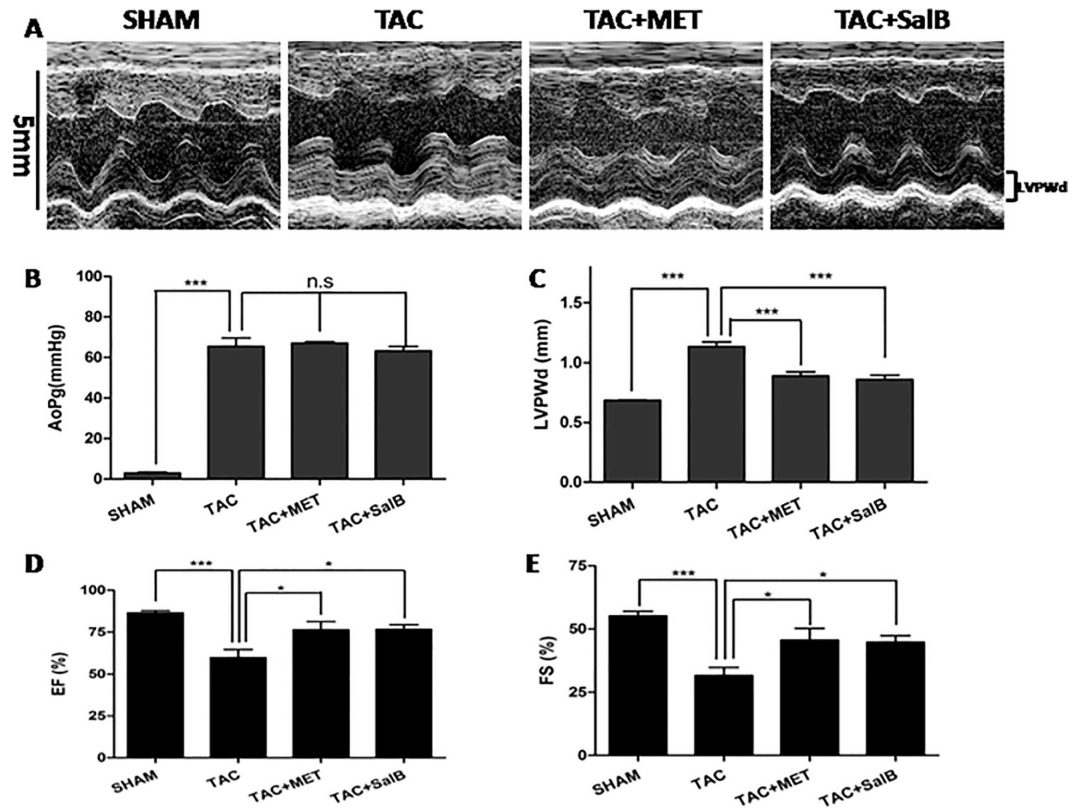 SHAM TAC TAC+MET TAC+SalB
A
5mm
LVPWd
B
AoPg(mmHg)
100
80
60
40
20
0
***
n.s
SHAM
TAC
TAC+MET
TAC+SalB
C
LVPWd (mm)
1.5
1.0
0.5
0.0
***
***
***
SHAM
TAC
TAC+MET
TAC+SalB
D
EF (%)
100
75
50
25
0
***
*
*
SHAM
TAC
TAC+MET
TAC+SalB
E
FS (%)
75
50
25
0
***
*
*
SHAM
TAC
TAC+MET
TAC+SalB